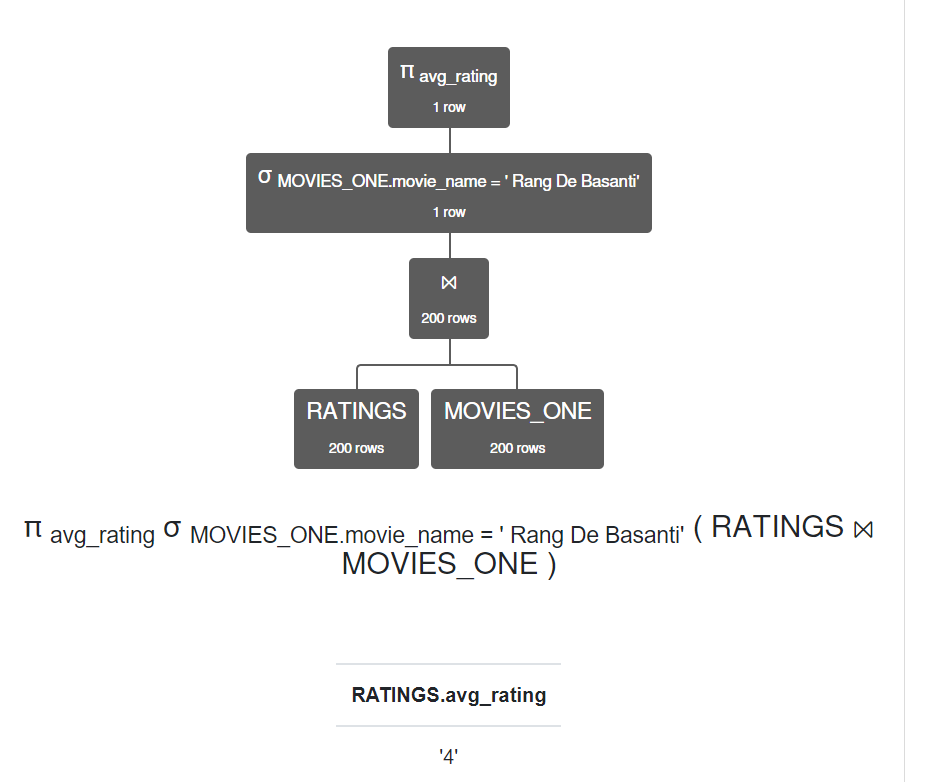 π avg_rating
1 row
σ MOVIES_ONE.movie_name = ' Rang De Basanti'
1 row
⋈
200 rows
RATINGS
200 rows
MOVIES_ONE
200 rows
π avg_rating σ MOVIES_ONE.movie_name = ' Rang De Basanti' ( RATINGS ⋈
MOVIES_ONE )
RATINGS.avg_rating
'4'